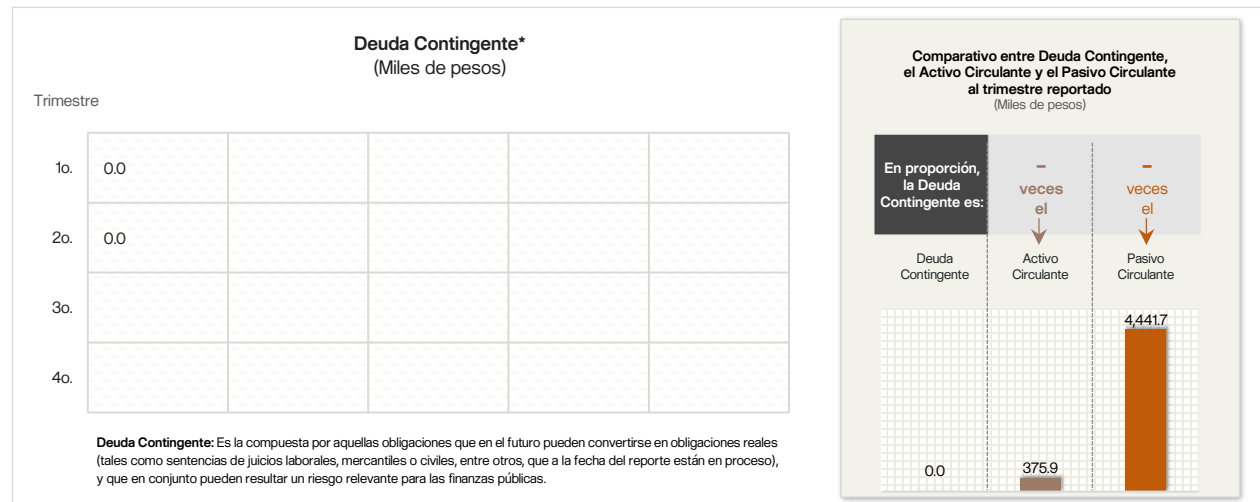 Deuda Contingente*
(Miles de pesos)
Trimestre
1o. 0.0
2o. 0.0
3o.
4o.
Deuda Contingente: Es la compuesta por aquellas obligaciones que en el futuro pueden convertirse en obligaciones reales
(tales como sentencias de juicios laborales, mercantiles o civiles, entre otros, que a la fecha del reporte están en proceso),
y que en conjunto pueden resultar un riesgo relevante para las finanzas públicas.
Comparativo entre Deuda Contingente,
el Activo Circulante y el Pasivo Circulante
al trimestre reportado
(Miles de pesos)
En proporción,
la Deuda
Contingente es:
–
veces
el
–
veces
el
Deuda
Contingente
Activo
Circulante
Pasivo
Circulante
0.0
375.9
4,441.7